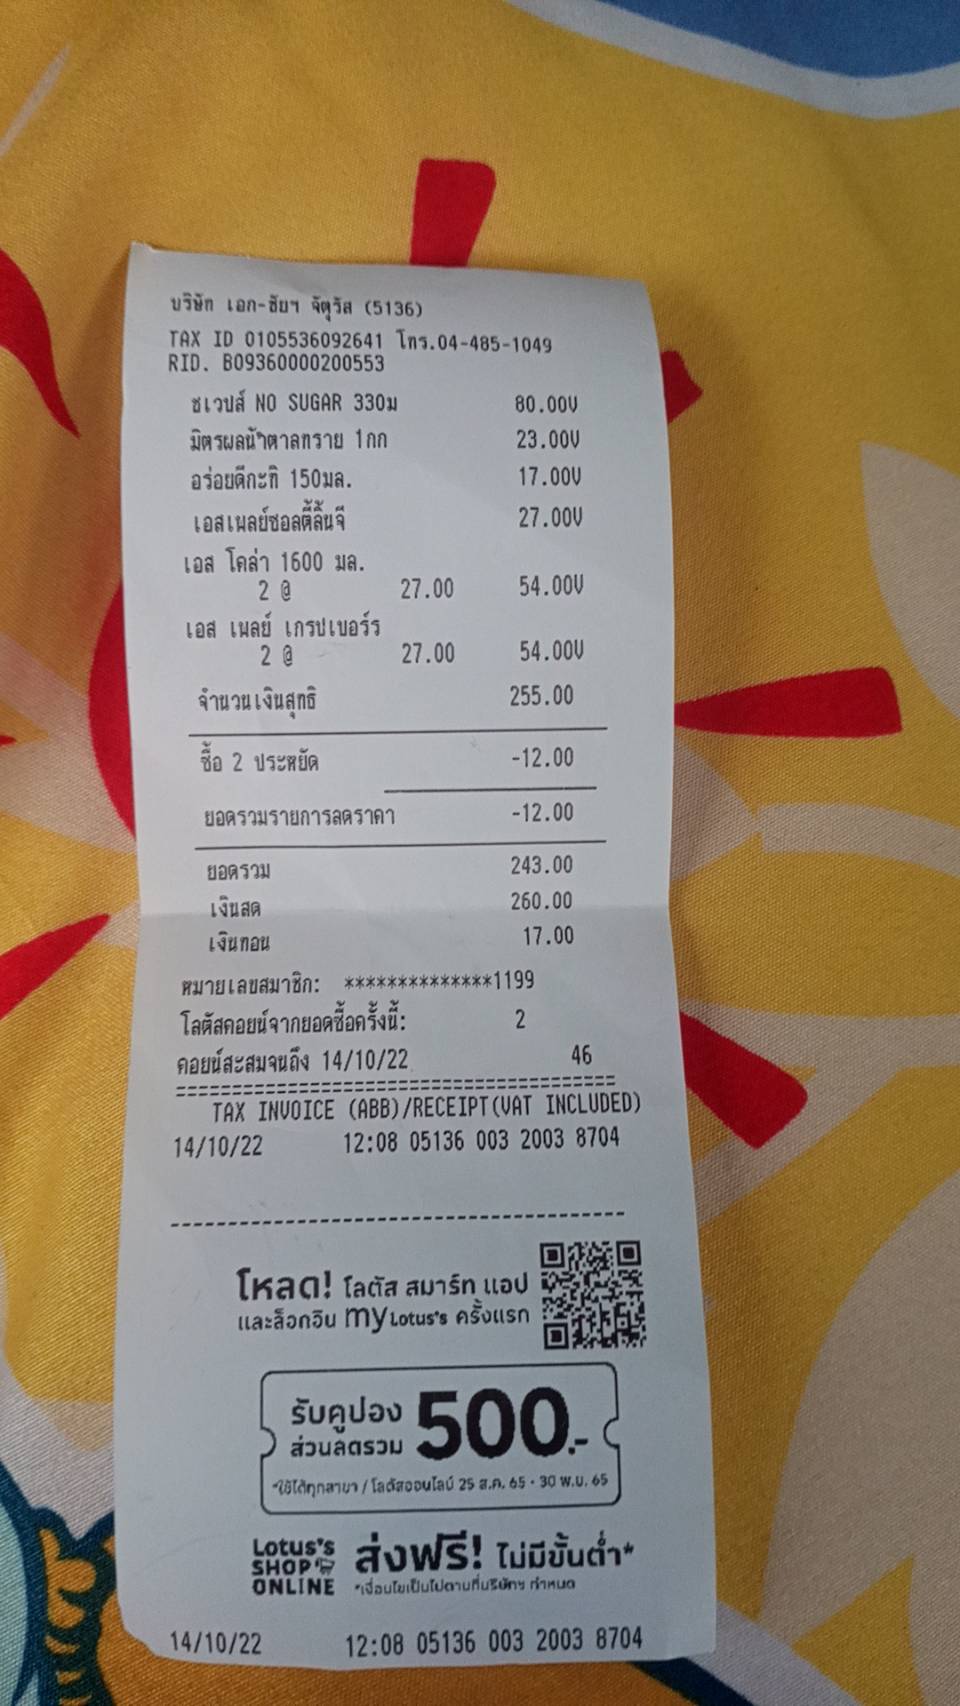 บริษัท เอก-ชัยฯ จัตุรัส (5136)
TAX ID 0105536092641 โทร.04-485-1049
RID. B09360000200553
ชเวปส์ NO SUGAR 330ม 80.00V
มิตรผลน้ำตาลทราย 1กก 23.00V
อร่อยดีกะทิ 150มล. 17.00V
เอสเพลย์ซอลตี้ลิ้นจี่ 27.00V
เอส โคล่า 1600 มล.
2 @ 27.00 54.00V
เอส เพลย์ เกรปเบอร์ร
2 @ 27.00 54.00V
จำนวนเงินสุทธิ 255.00
ซื้อ 2 ประหยัด -12.00
ยอดรวมรายการลดราคา -12.00
ยอดรวม 243.00
เงินสด 260.00
เงินทอน 17.00
หมายเลขสมาชิก: **************1199
โลตัสคอยน์จากยอดซื้อครั้งนี้: 2
คอยน์สะสมจนถึง 14/10/22 46
TAX INVOICE (ABB)/RECEIPT(VAT INCLUDED)
14/10/22 12:08 05136 003 2003 8704
โหลด! โลตัส สมาร์ท แอป
และล็อกอิน my Lotus's ครั้งแรก
รับคูปอง
ส่วนลดรวม 500.-
*ใช้ได้ทุกสาขา / โลตัสออนไลน์ 25 ส.ค. 65 - 30 พ.ย. 65
Lotus's
SHOP
ONLINE
ส่งฟรี! ไม่มีขั้นต่ำ*
*เงื่อนไขเป็นไปตามที่บริษัทฯ กำหนด
14/10/22 12:08 05136 003 2003 8704